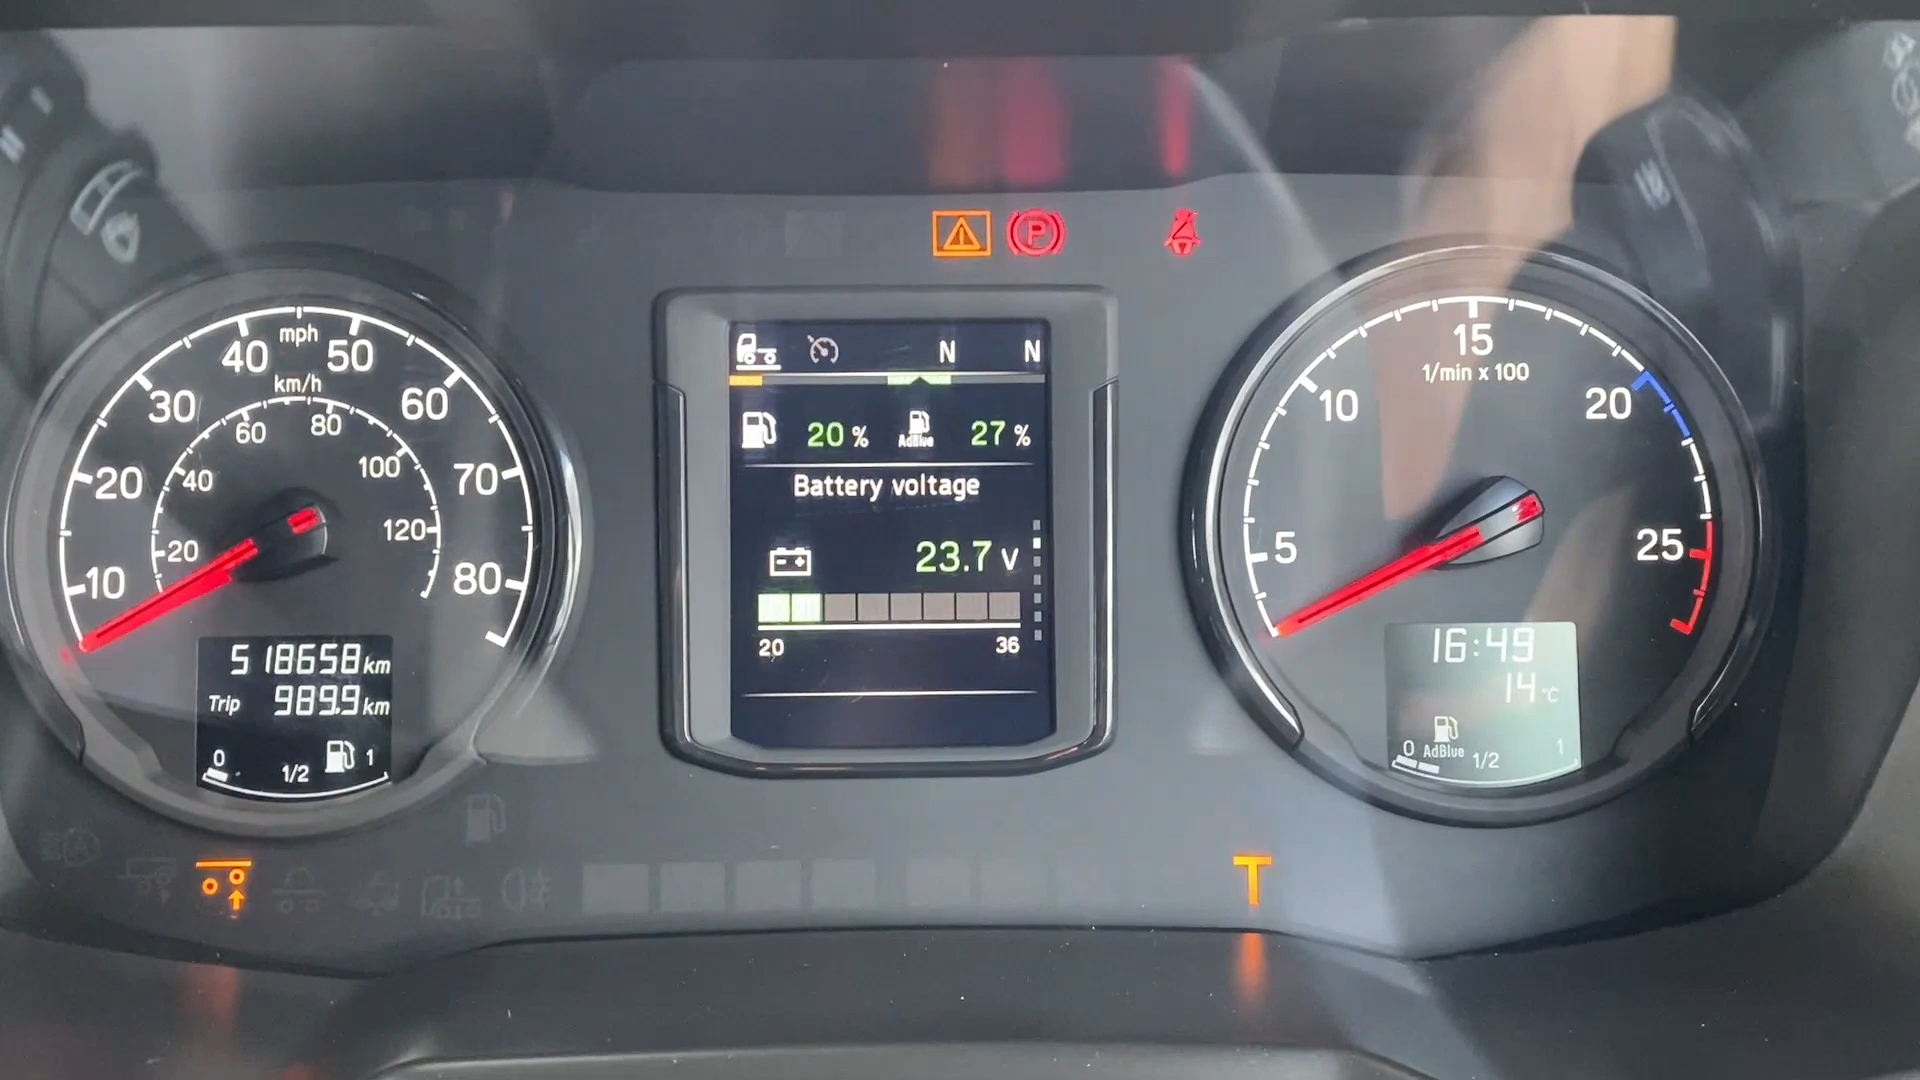 mph
10
20
30
40
50
60
70
80
km/h
20
40
60
80
100
120
518658 km
Trip 989.9 km
0 1/2 1
P
N N
20 % AdBlue 27 %
Battery voltage
23.7 V
20 36
5
10
15
20
25
1/min x 100
16:49
14 °C
0 AdBlue 1/2 1
T